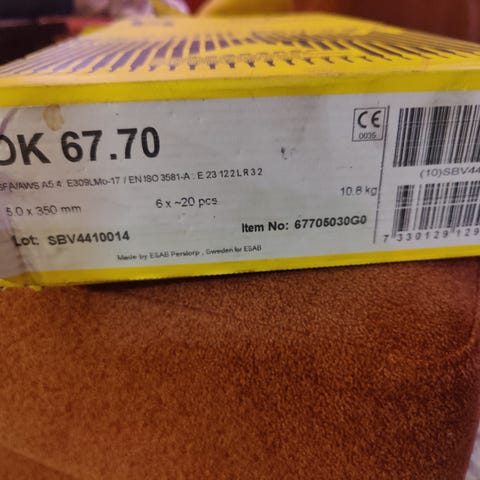 OK 67.70
SFA/AWS A5.4: E309LMo-17 / EN ISO 3581-A: E 23 12 2 L R 3 2
5.0 x 350 mm 6 x ~20 pcs 10.8 kg
Lot: SBV4410014 Item No: 67705030G0
Made by ESAB Perstorp, Sweden for ESAB
CE
0035
(10)SBV44
7 330129 129